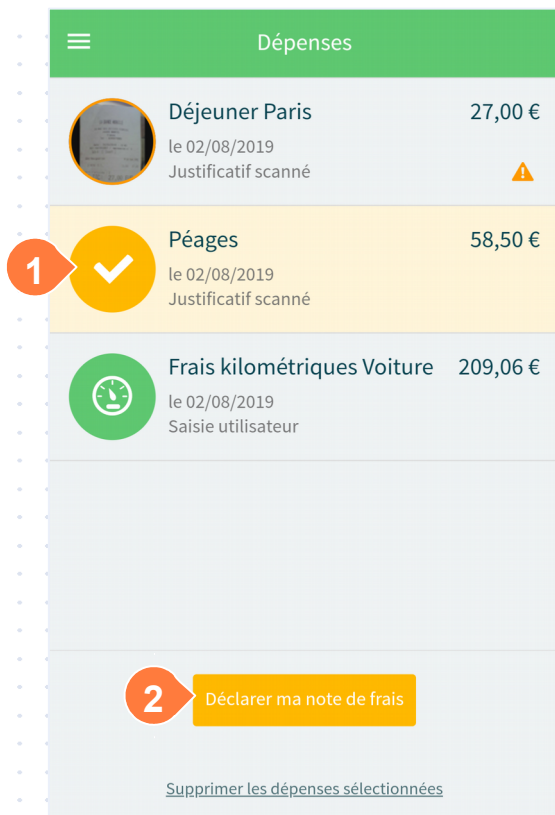 Dépenses
Déjeuner Paris 27,00 €
le 02/08/2019
Justificatif scanné
1
Péages 58,50 €
le 02/08/2019
Justificatif scanné
Frais kilométriques Voiture 209,06 €
le 02/08/2019
Saisie utilisateur
2
Déclarer ma note de frais
Supprimer les dépenses sélectionnées